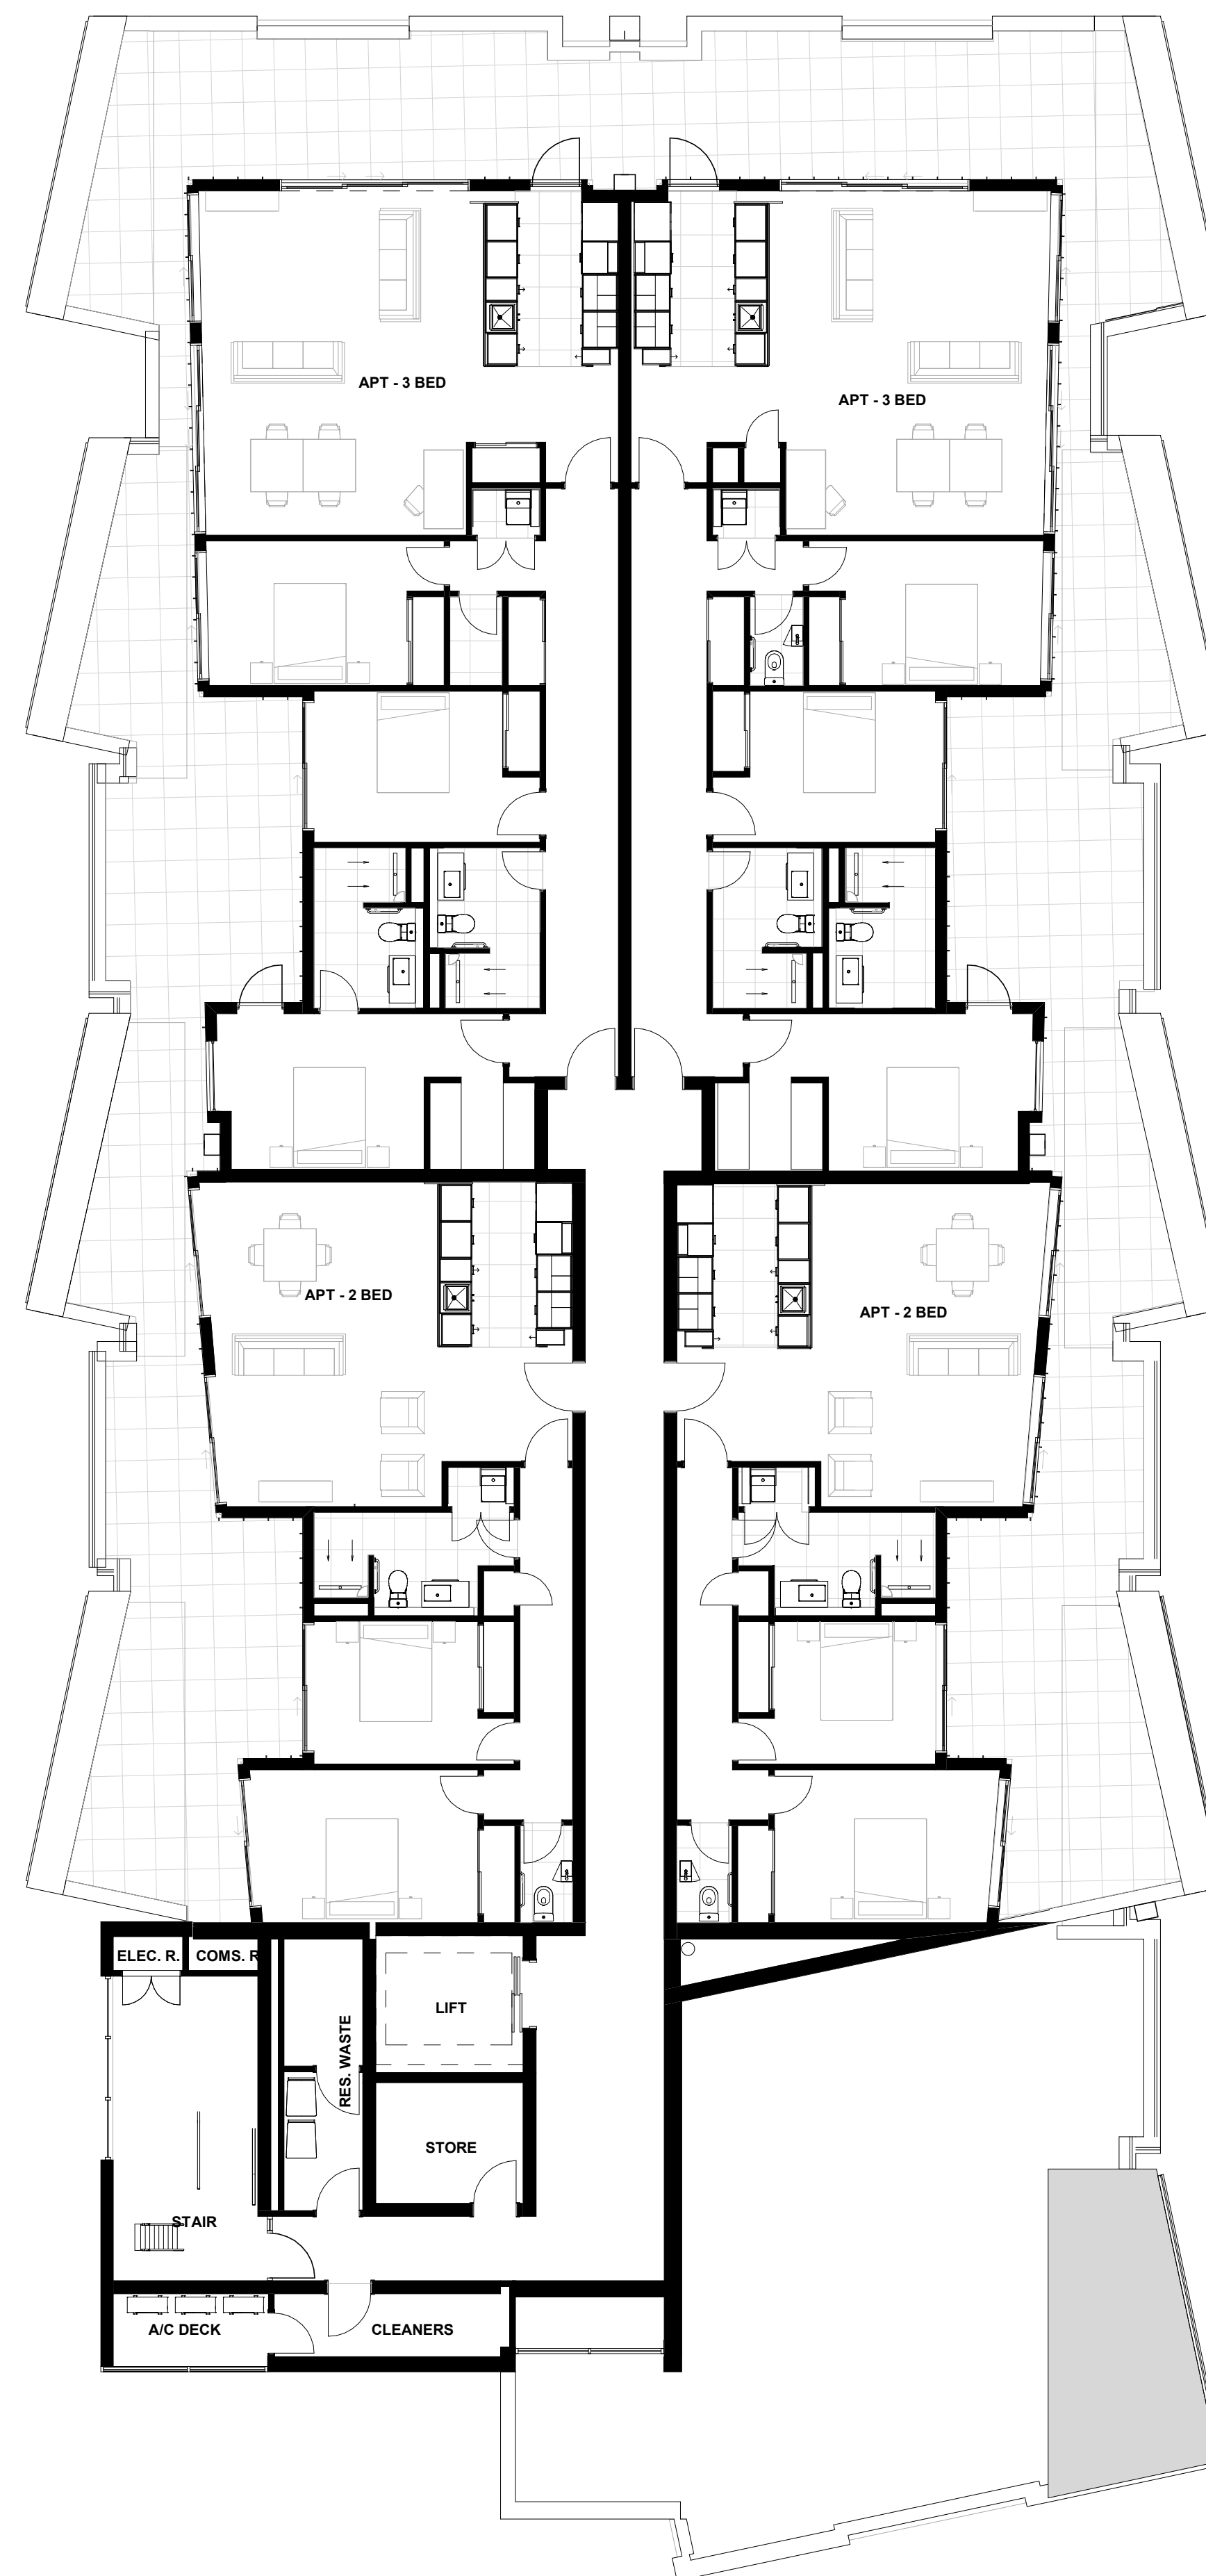 APT - 3 BED
APT - 3 BED
APT - 2 BED
APT - 2 BED
ELEC. R.
COMS. R
LIFT
RES. WASTE
STORE
STAIR
A/C DECK
CLEANERS